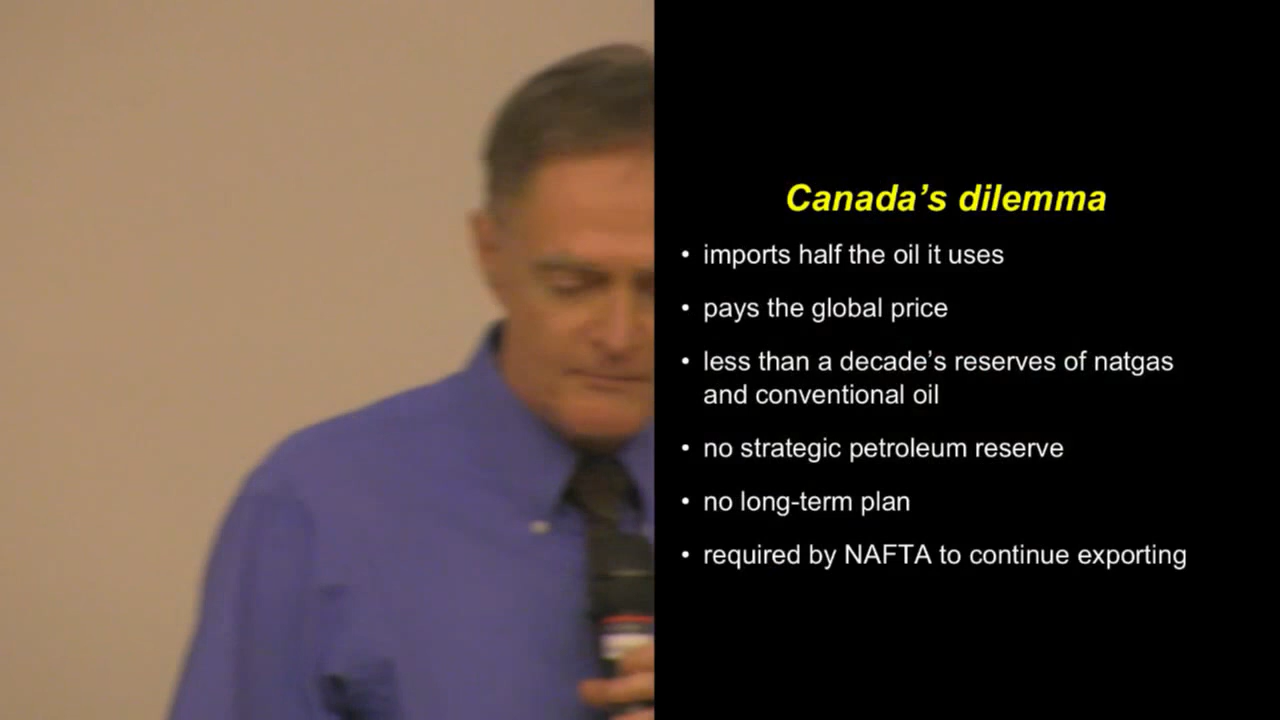 Canada’s dilemma
• imports half the oil it uses
• pays the global price
• less than a decade’s reserves of natgas
and conventional oil
• no strategic petroleum reserve
• no long-term plan
• required by NAFTA to continue exporting